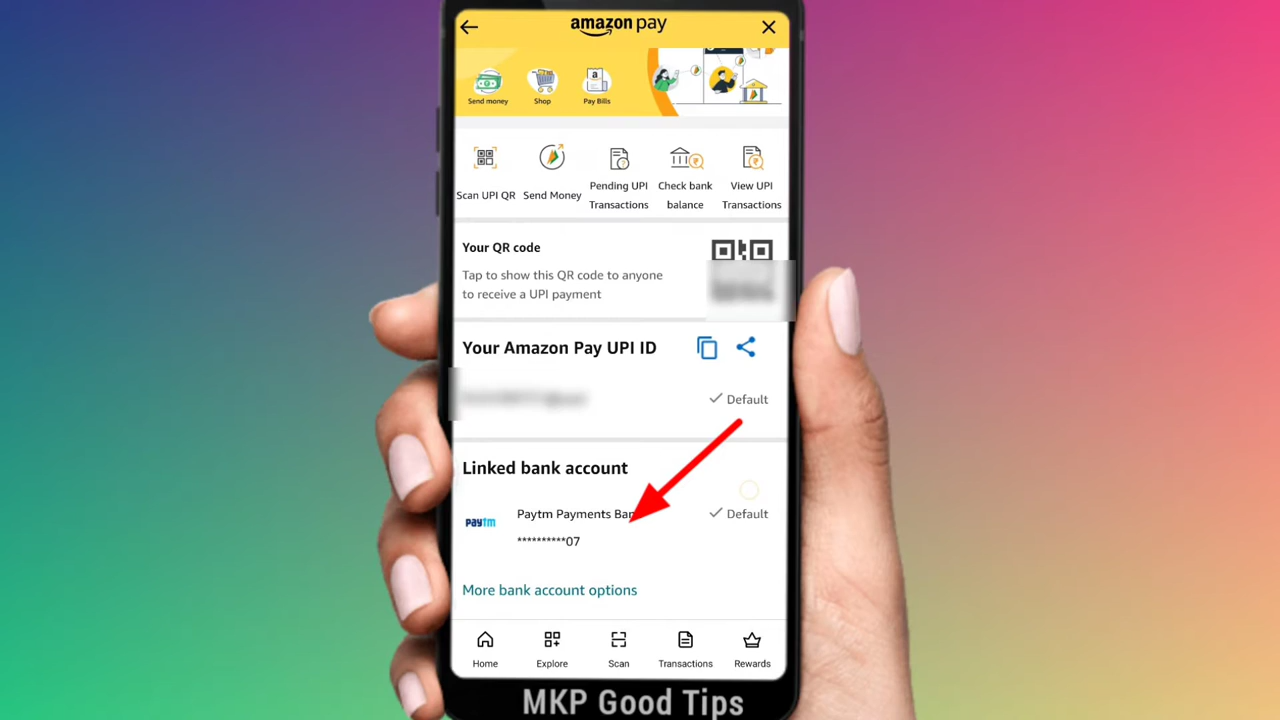 amazon pay
Send money
Shop
Pay Bills
Scan UPI QR
Send Money
Pending UPI
Transactions
Check bank
balance
View UPI
Transactions
Your QR code
Tap to show this QR code to anyone
to receive a UPI payment
Your Amazon Pay UPI ID
Default
Linked bank account
Paytm Payments Ban
paytm
Default
**********07
More bank account options
Home
Explore
Scan
Transactions
Rewards
MKP Good Tips